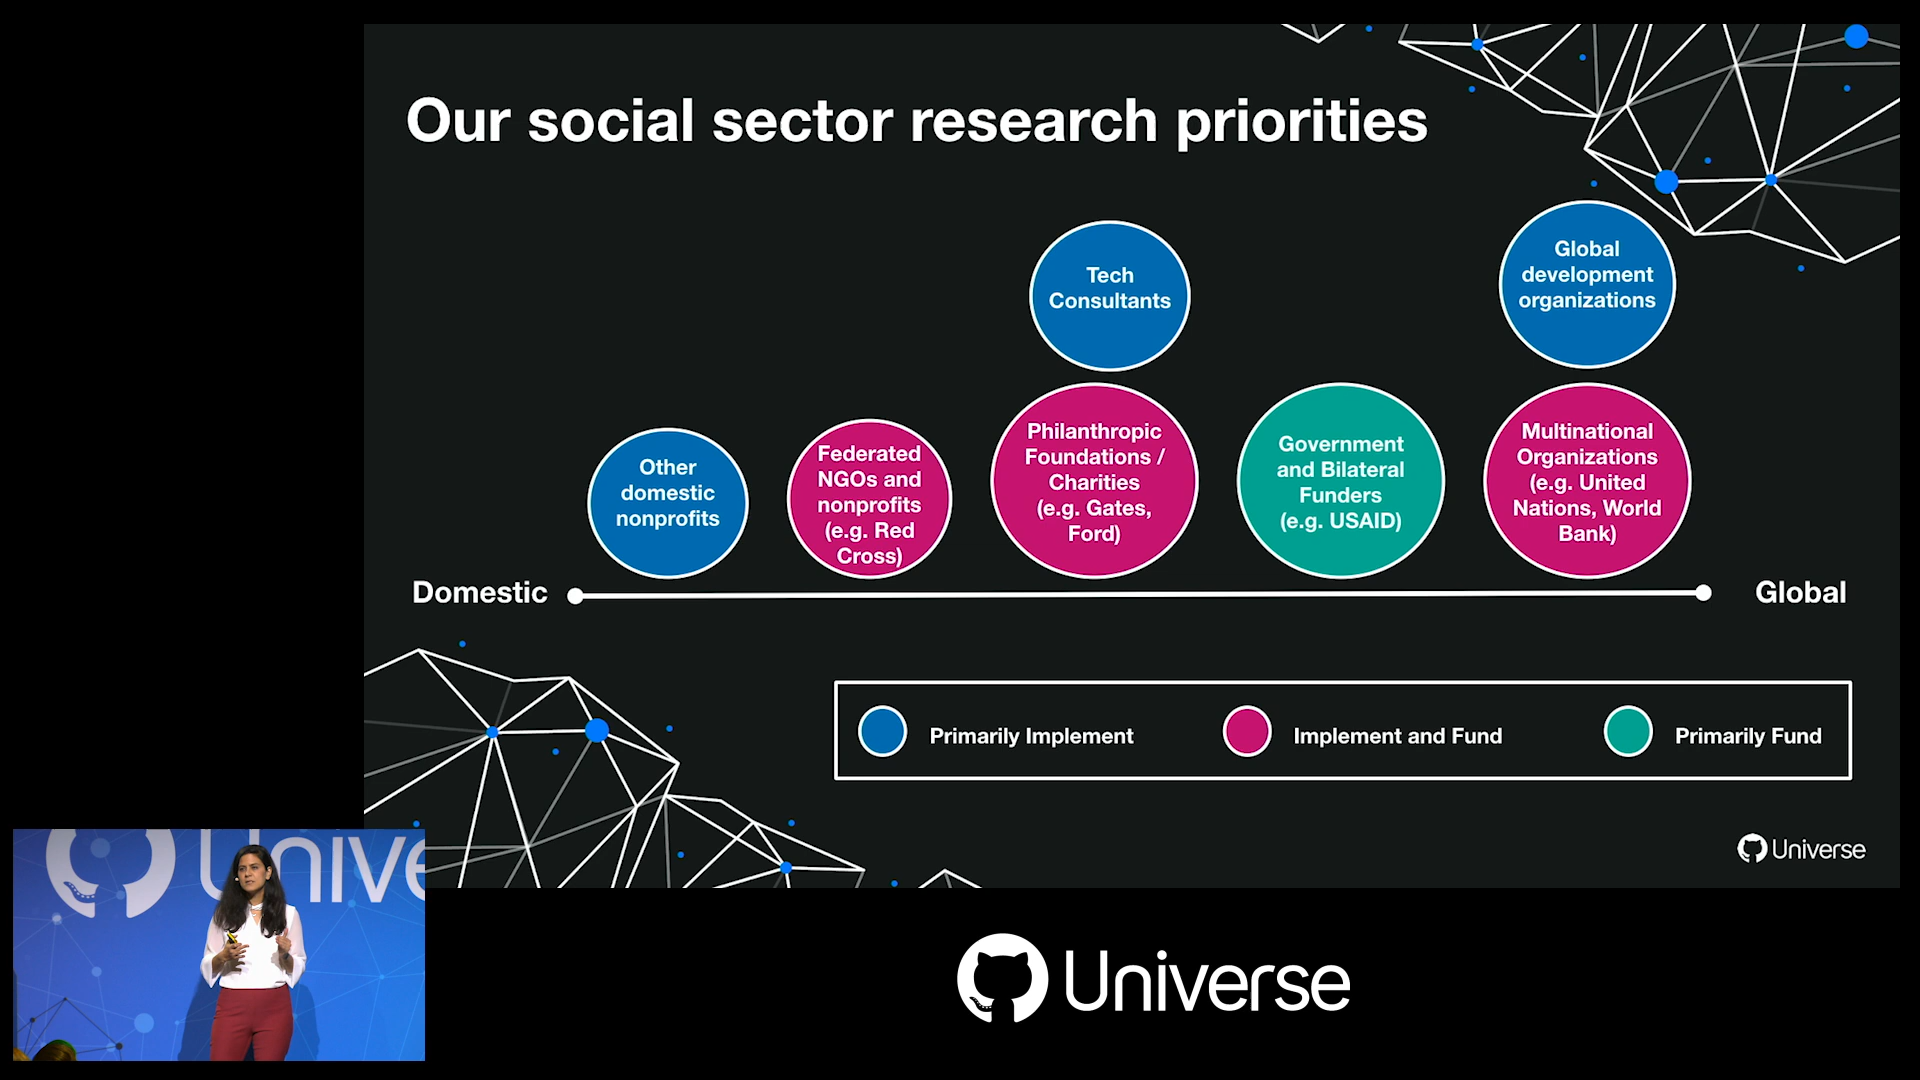 Our social sector research priorities
Tech
Consultants
Global
development
organizations
Other
domestic
nonprofits
Federated
NGOs and
nonprofits
(e.g. Red
Cross)
Philanthropic
Foundations /
Charities
(e.g. Gates,
Ford)
Government
and Bilateral
Funders
(e.g. USAID)
Multinational
Organizations
(e.g. United
Nations, World
Bank)
Domestic
Global
Primarily Implement
Implement and Fund
Primarily Fund
Universe
Unive
Universe